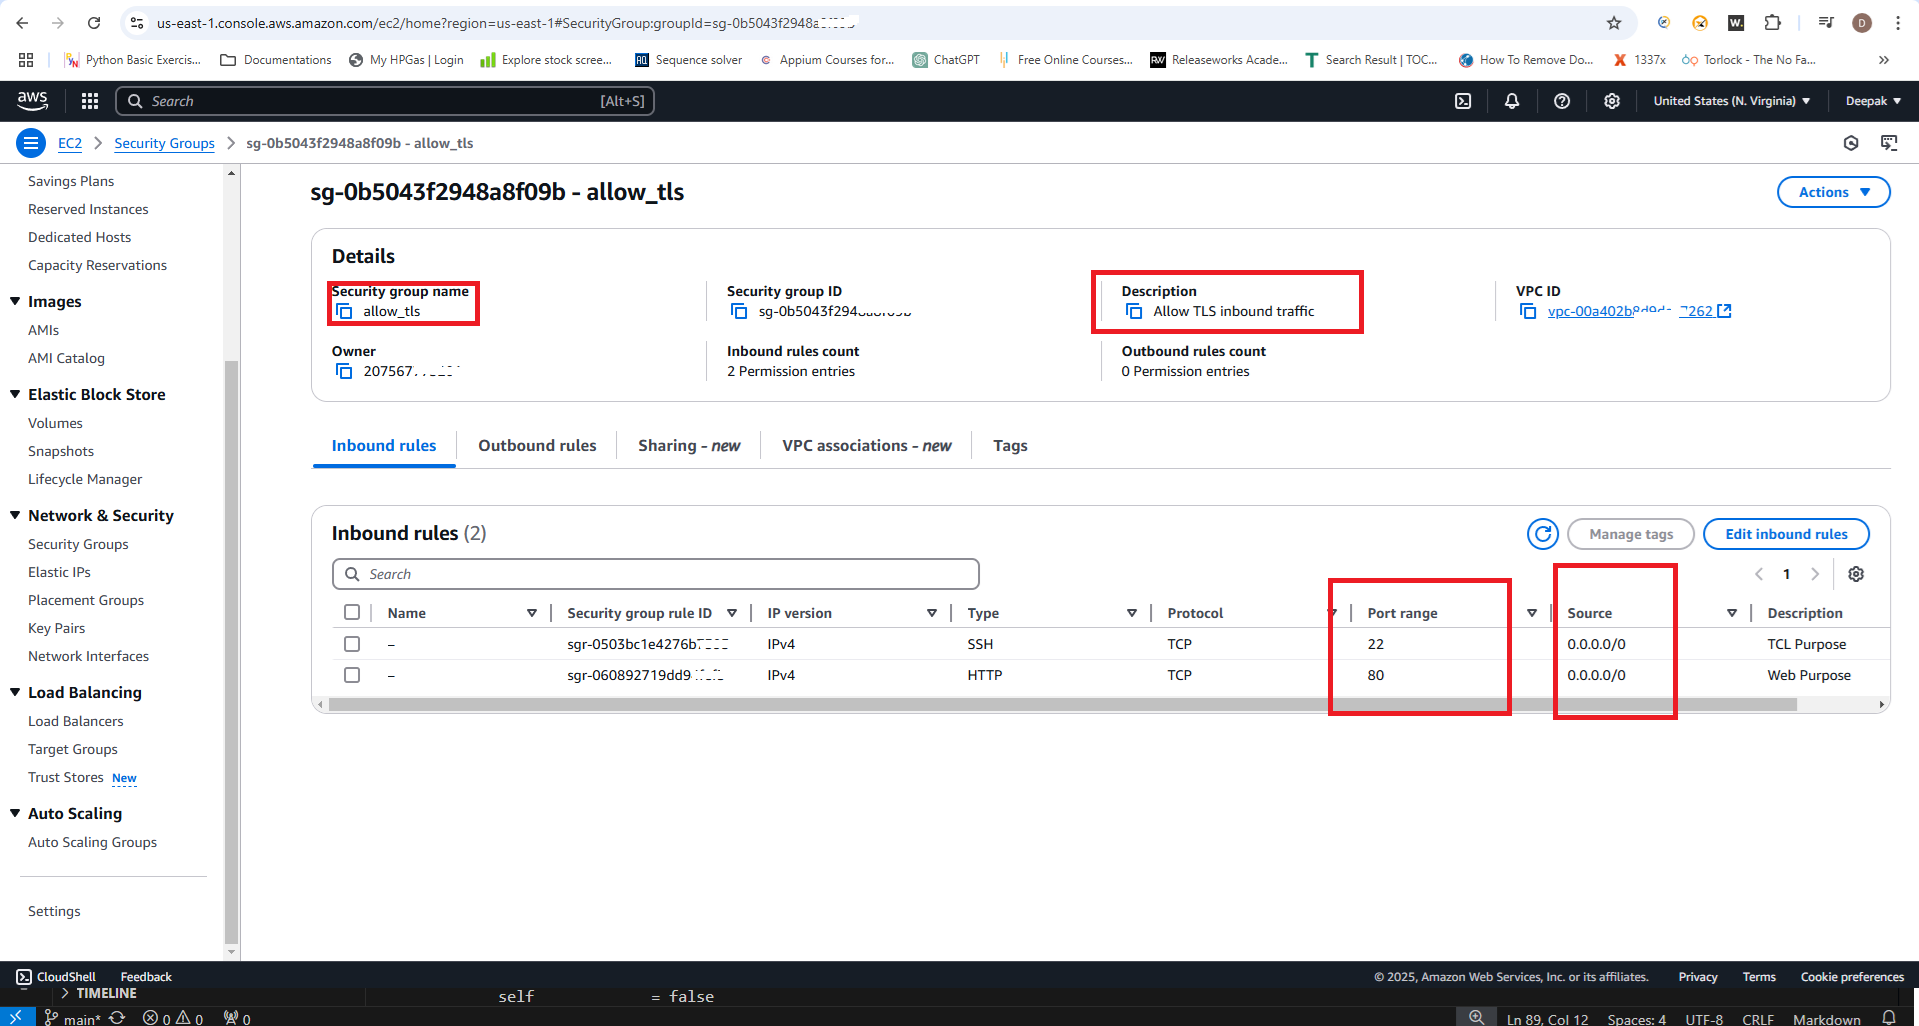 us-east-1.console.aws.amazon.com/ec2/home?region=us-east-1#SecurityGroup:groupId=sg-0b5043f2948a
D
Python Basic Exercis...
Documentations
My HPGas | Login
Explore stock scree...
Sequence solver
Appium Courses for...
ChatGPT
Free Online Courses...
Releaseworks Acade...
Search Result | TOC...
How To Remove Do...
1337x
Torlock - The No Fa...
aws
Search
[Alt+S]
United States (N. Virginia)
Deepak
EC2
Security Groups
sg-0b5043f2948a8f09b - allow_tls
Savings Plans
Reserved Instances
Dedicated Hosts
Capacity Reservations
Images
AMIs
AMI Catalog
Elastic Block Store
Volumes
Snapshots
Lifecycle Manager
Network & Security
Security Groups
Elastic IPs
Placement Groups
Key Pairs
Network Interfaces
Load Balancing
Load Balancers
Target Groups
Trust Stores New
Auto Scaling
Auto Scaling Groups
Settings
sg-0b5043f2948a8f09b - allow_tls
Actions
Details
Security group name
allow_tls
Security group ID
sg-0b5043f294
Description
Allow TLS inbound traffic
VPC ID
vpc-00a402b 7262
Owner
207567
Inbound rules count
2 Permission entries
Outbound rules count
0 Permission entries
Inbound rules
Outbound rules
Sharing - new
VPC associations - new
Tags
Inbound rules (2)
Manage tags
Edit inbound rules
Search
1
Name
Security group rule ID
IP version
Type
Protocol
Port range
Source
Description
– sgr-0503bc1e4276b IPv4 SSH TCP 22 0.0.0.0/0 TCL Purpose
– sgr-060892719dd9 IPv4 HTTP TCP 80 0.0.0.0/0 Web Purpose
CloudShell
Feedback
© 2025, Amazon Web Services, Inc. or its affiliates.
Privacy
Terms
Cookie preferences
TIMELINE
self = false
main*
0 0
0
Ln 89, Col 12
Spaces: 4
UTF-8
CRLF
Markdown